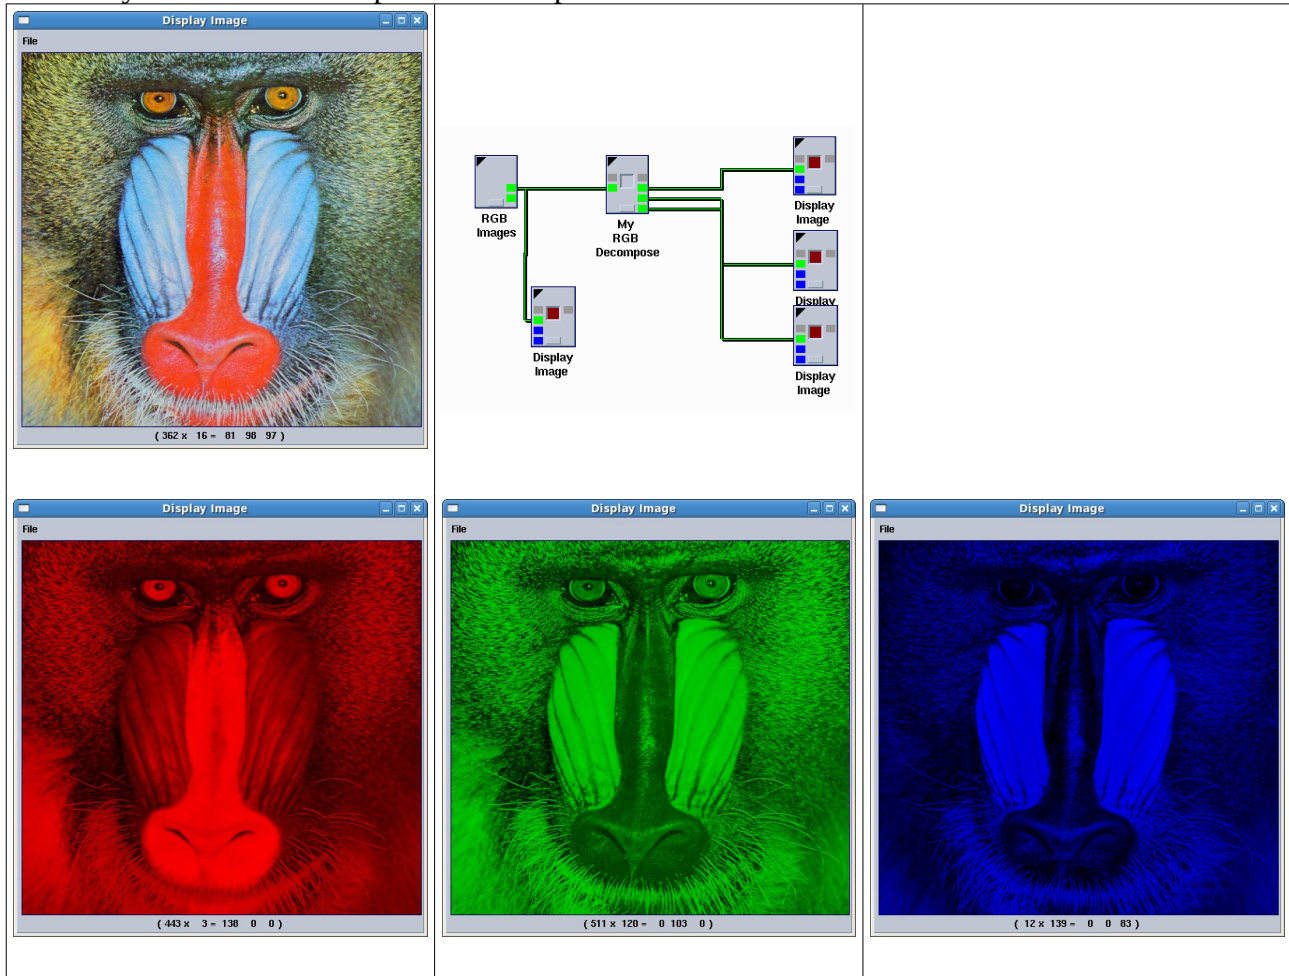 Display Image
File
( 362 x 16 = 81 98 97 )
RGB
Images
My
RGB
Decompose
Display
Image
Display
Image
Display
Display
Image
Display Image
File
( 443 x 3 = 138 0 0 )
Display Image
File
( 511 x 120 = 0 103 0 )
Display Image
File
( 12 x 139 = 0 0 83 )